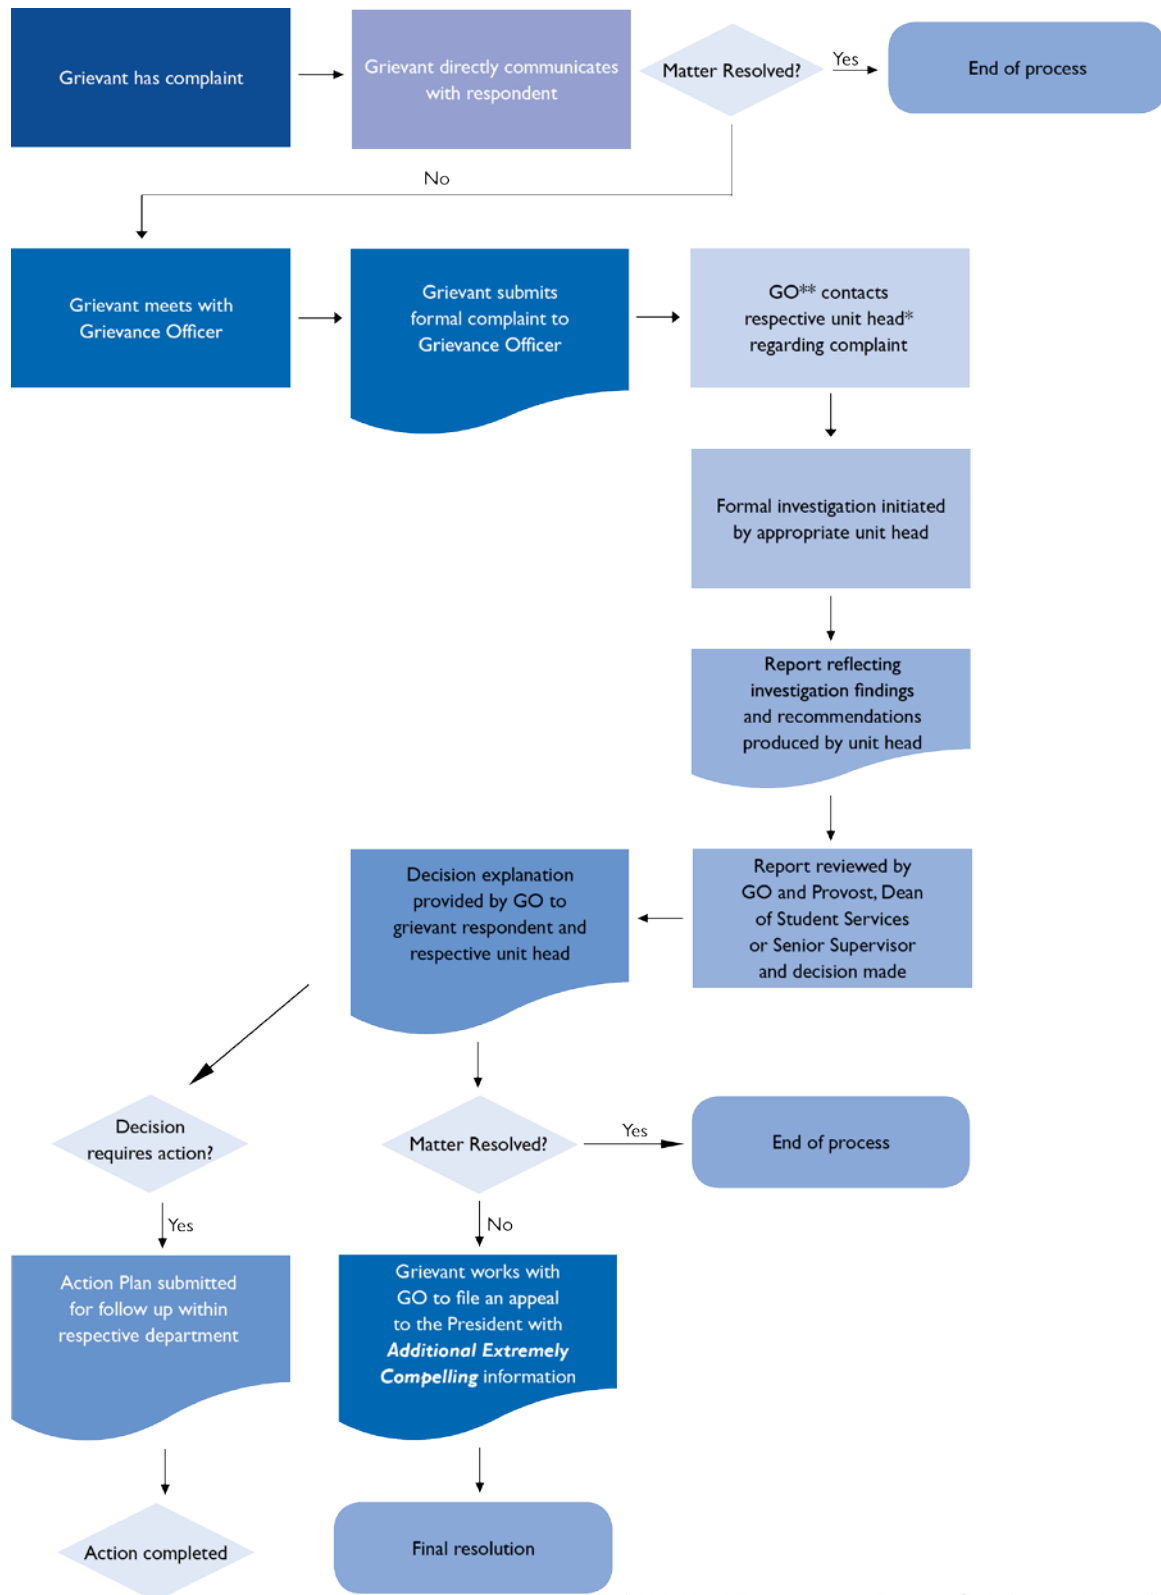 Grievant has complaint
Grievant directly communicates
with respondent
Matter Resolved?
Yes
End of process
No
Grievant meets with
Grievance Officer
Grievant submits
formal complaint to
Grievance Officer
GO** contacts
respective unit head*
regarding complaint
Formal investigation initiated
by appropriate unit head
Report reflecting
investigation findings
and recommendations
produced by unit head
Report reviewed by
GO and Provost, Dean
of Student Services
or Senior Supervisor
and decision made
Decision explanation
provided by GO to
grievant respondent and
respective unit head
Decision
requires action?
Matter Resolved?
Yes
End of process
Yes
No
Action Plan submitted
for follow up within
respective department
Grievant works with
GO to file an appeal
to the President with
Additional Extremely
Compelling information
Action completed
Final resolution